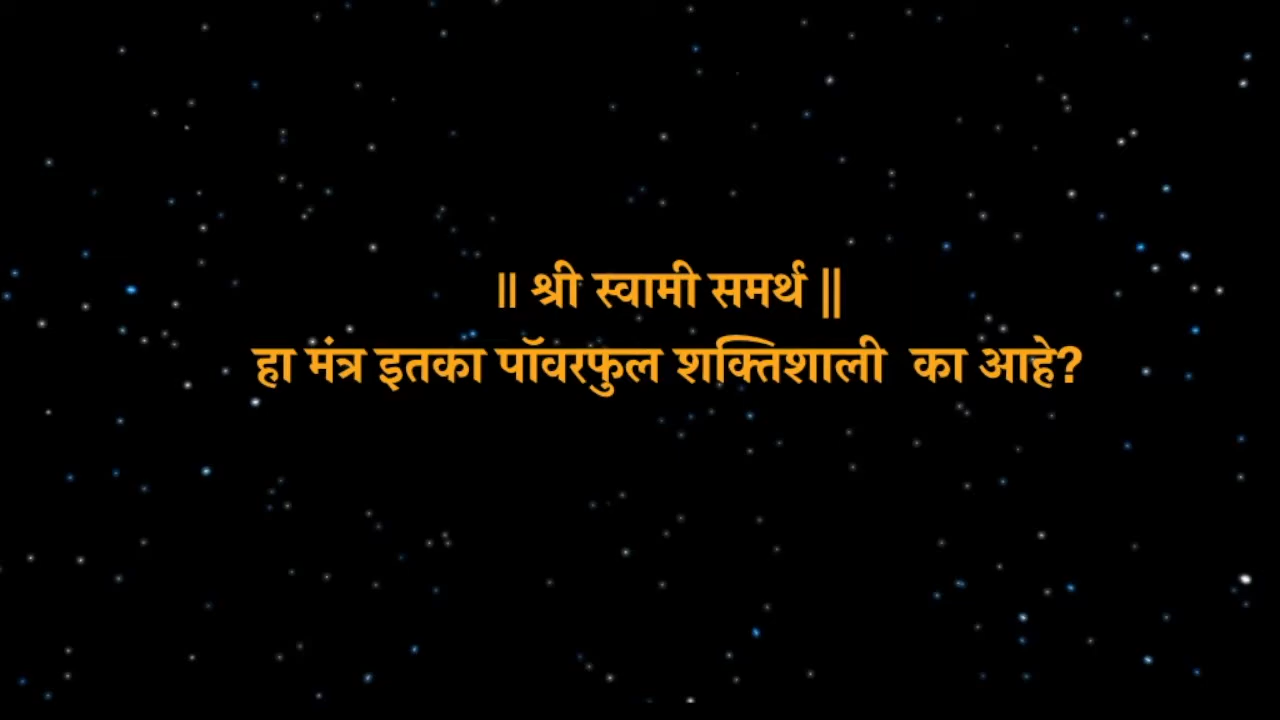 ॥ श्री स्वामी समर्थ ||
हा मंत्र इतका पॉवरफुल शक्तिशाली  का आहे?